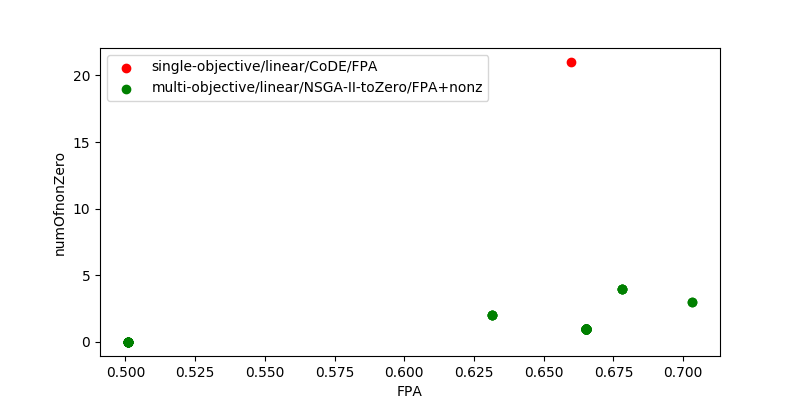 single-objective/linear/CoDE/FPA
multi-objective/linear/NSGA-II-toZero/FPA+nonz
numOfnonZero
20
15
10
5
0
0.500 0.525 0.550 0.575 0.600 0.625 0.650 0.675 0.700
FPA